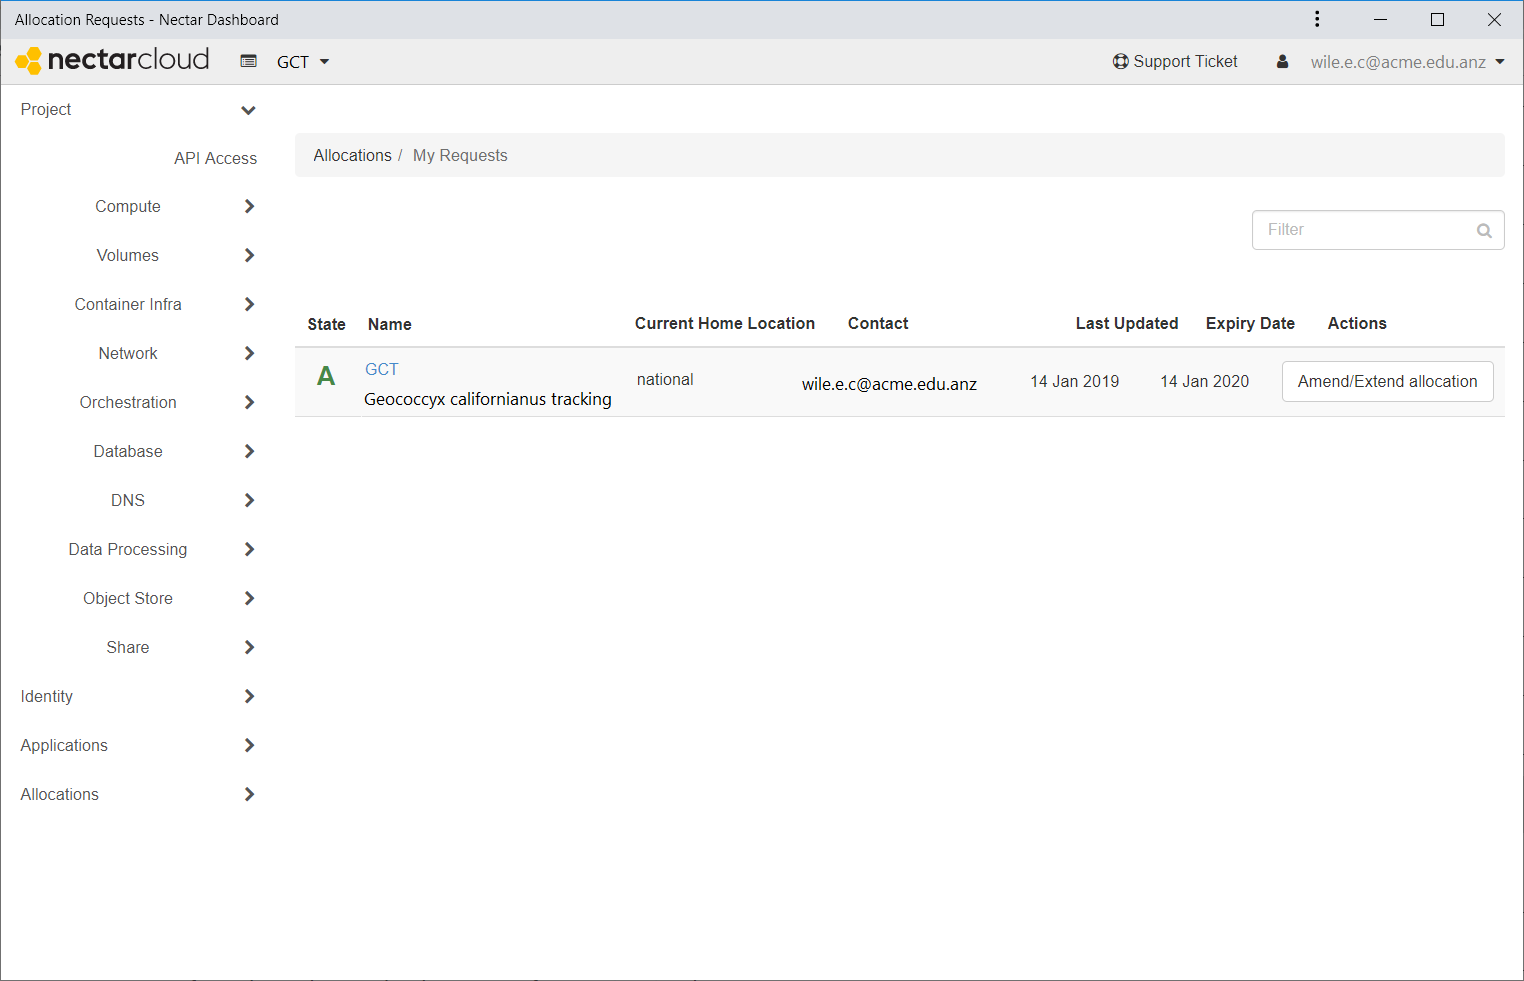 Allocation Requests - Nectar Dashboard
nectarcloud GCT Support Ticket wile.e.c@acme.edu.anz
Project
API Access
Compute
Volumes
Container Infra
Network
Orchestration
Database
DNS
Data Processing
Object Store
Share
Identity
Applications
Allocations
Allocations / My Requests
Filter
State Name Current Home Location Contact Last Updated Expiry Date Actions
A GCT national wile.e.c@acme.edu.anz 14 Jan 2019 14 Jan 2020 Amend/Extend allocation
Geococcyx californianus tracking